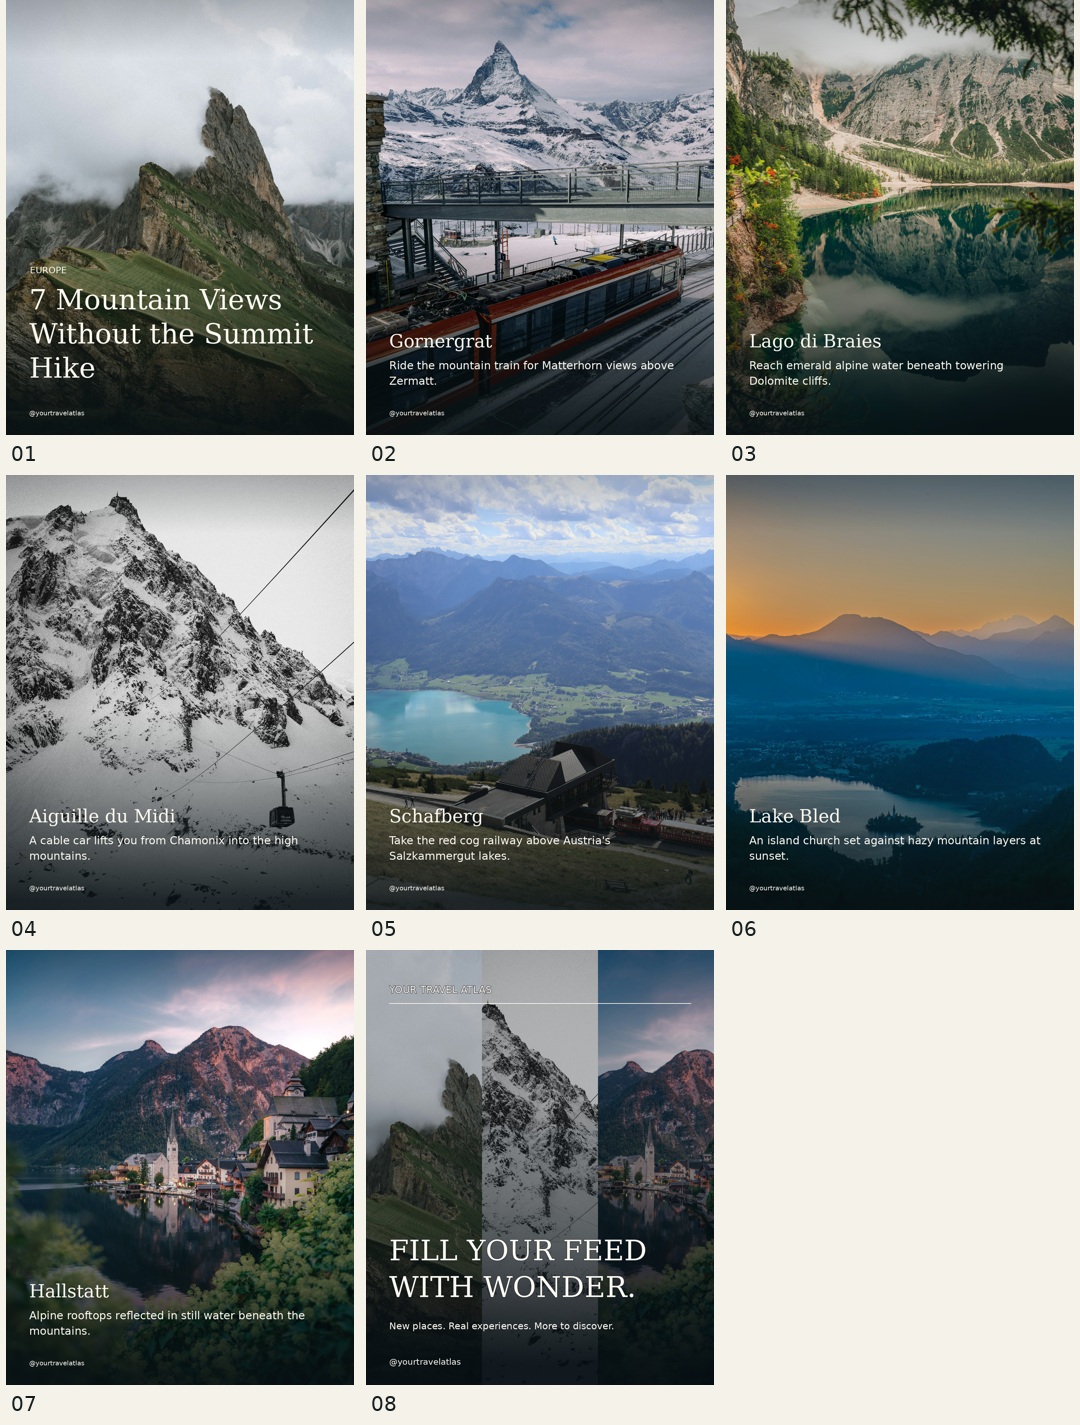 EUROPE
7 Mountain Views
Without the Summit
Hike
@yourtravelatlas
01
Gornergrat
Ride the mountain train for Matterhorn views above
Zermatt.
@yourtravelatlas
02
Lago di Braies
Reach emerald alpine water beneath towering
Dolomite cliffs.
@yourtravelatlas
03
Aiguille du Midi
A cable car lifts you from Chamonix into the high
mountains.
@yourtravelatlas
04
Schafberg
Take the red cog railway above Austria's
Salzkammergut lakes.
@yourtravelatlas
05
Lake Bled
An island church set against hazy mountain layers at
sunset.
@yourtravelatlas
06
Hallstatt
Alpine rooftops reflected in still water beneath the
mountains.
@yourtravelatlas
07
YOUR TRAVEL ATLAS
FILL YOUR FEED
WITH WONDER.
New places. Real experiences. More to discover.
@yourtravelatlas
08